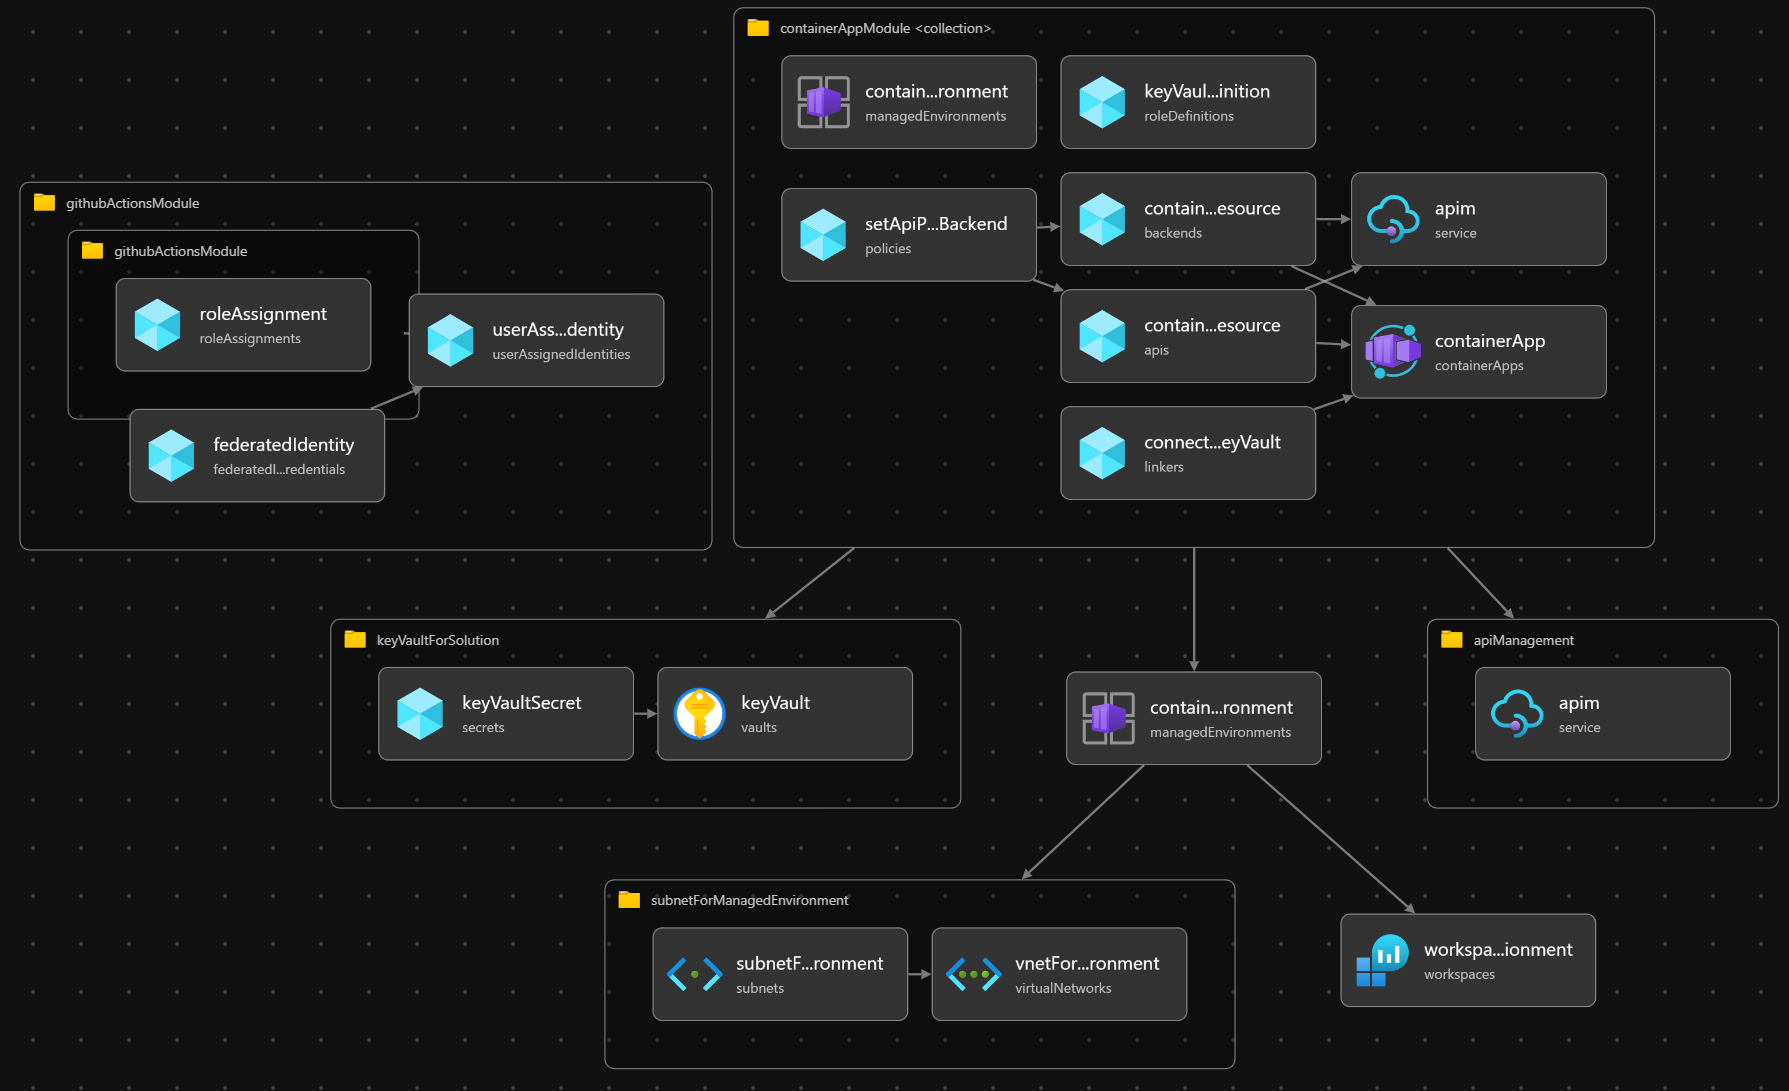 containerAppModule <collection>
contain...ronment
managedEnvironments
keyVaul...inition
roleDefinitions
setApiP...Backend
policies
contain...esource
backends
apim
service
contain...esource
apis
containerApp
containerApps
connect...eyVault
linkers
githubActionsModule
githubActionsModule
roleAssignment
roleAssignments
userAss...dentity
userAssignedIdentities
federatedIdentity
federatedI...redentials
keyVaultForSolution
keyVaultSecret
secrets
keyVault
vaults
contain...ronment
managedEnvironments
apiManagement
apim
service
subnetForManagedEnvironment
subnetF...ronment
subnets
vnetFor...ronment
virtualNetworks
workspa...ionment
workspaces